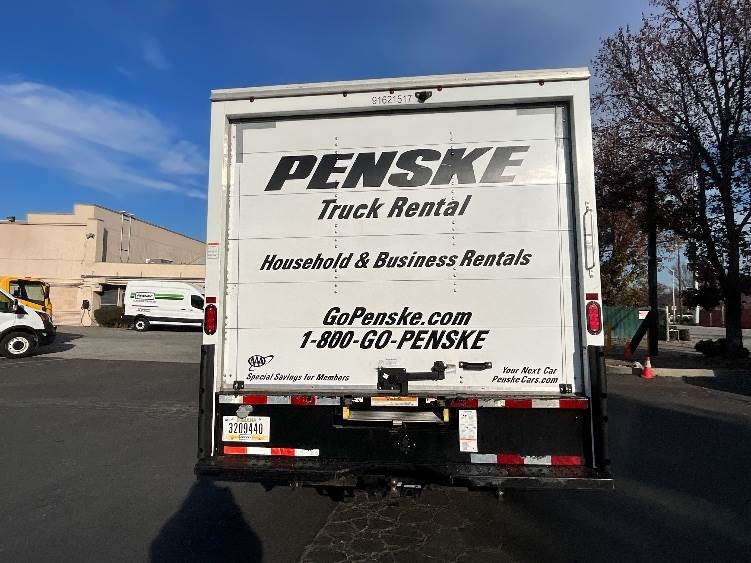 91621517
PENSKE
Truck Rental
Household & Business Rentals
GoPenske.com
1-800-GO-PENSKE
AAA
Special Savings for Members
Your Next Car
PenskeCars.com
3209440